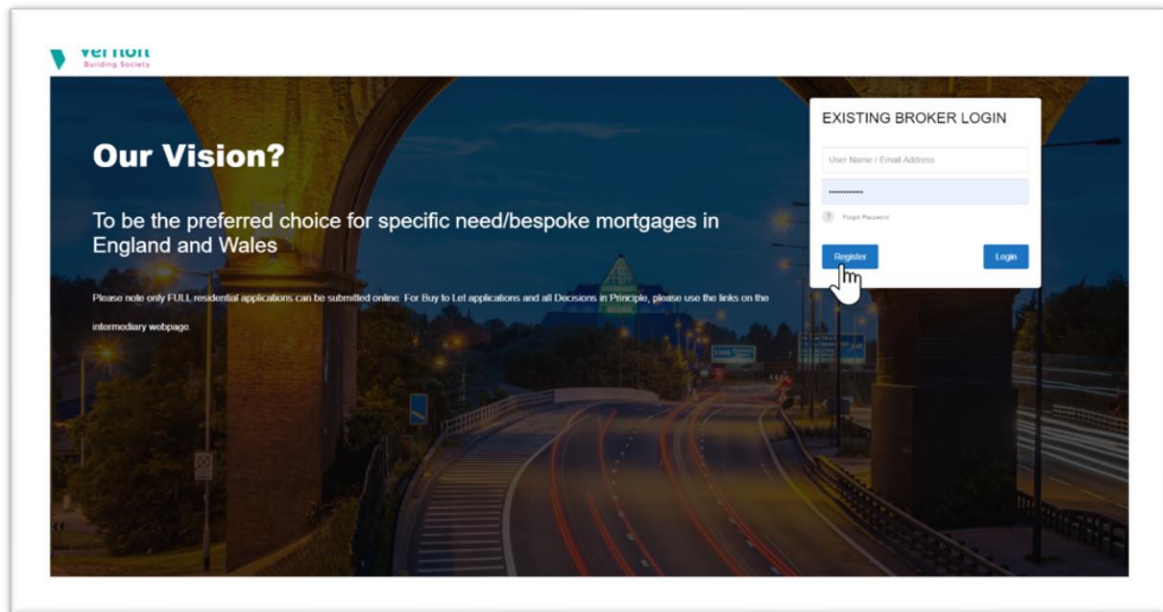 Vernon
Building Society
Our Vision?
To be the preferred choice for specific need/bespoke mortgages in
England and Wales
Please note only FULL residential applications can be submitted online. For Buy to Let applications and all Decisions in Principle, please use the links on the
intermediary webpage.
EXISTING BROKER LOGIN
User Name / Email Address
••••••••••••
? Forgot Password
Register
Login